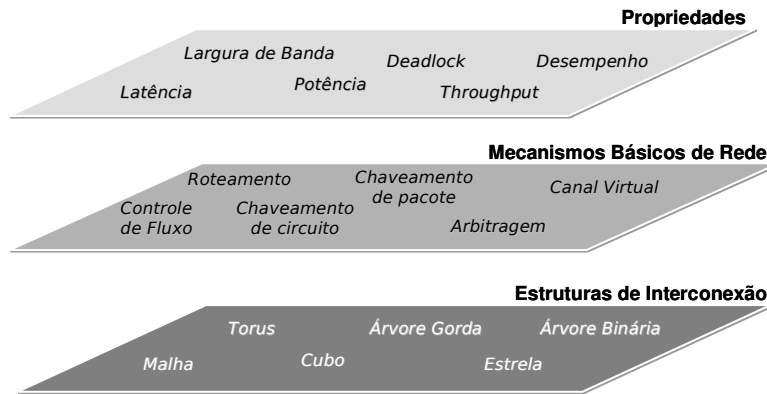 Propriedades
Largura de Banda
Deadlock
Desempenho
Latência
Potência
Throughput
Mecanismos Básicos de Rede
Roteamento
Chaveamento
de pacote
Canal Virtual
Controle
de Fluxo
Chaveamento
de circuito
Arbitragem
Estruturas de Interconexão
Torus
Árvore Gorda
Árvore Binária
Malha
Cubo
Estrela